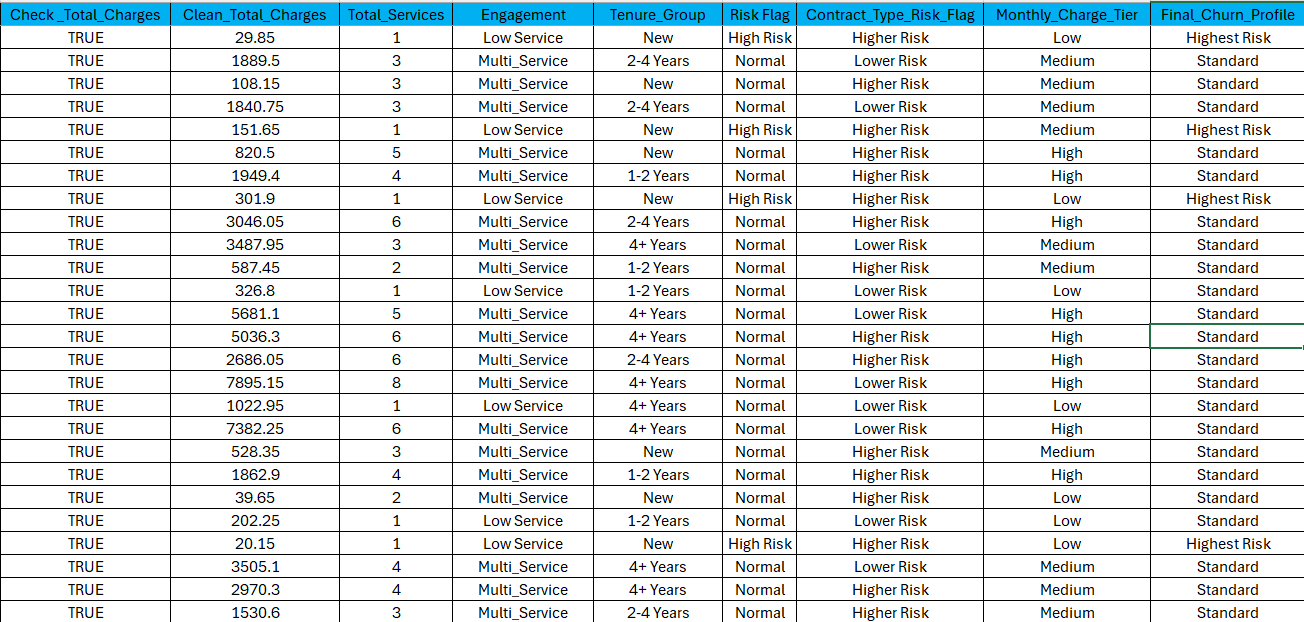 Check _Total_Charges Clean_Total_Charges Total_Services Engagement Tenure_Group Risk Flag Contract_Type_Risk_Flag Monthly_Charge_Tier Final_Churn_Profile
TRUE 29.85 1 Low Service New High Risk Higher Risk Low Highest Risk
TRUE 1889.5 3 Multi_Service 2-4 Years Normal Lower Risk Medium Standard
TRUE 108.15 3 Multi_Service New Normal Higher Risk Medium Standard
TRUE 1840.75 3 Multi_Service 2-4 Years Normal Lower Risk Medium Standard
TRUE 151.65 1 Low Service New High Risk Higher Risk Medium Highest Risk
TRUE 820.5 5 Multi_Service New Normal Higher Risk High Standard
TRUE 1949.4 4 Multi_Service 1-2 Years Normal Higher Risk High Standard
TRUE 301.9 1 Low Service New High Risk Higher Risk Low Highest Risk
TRUE 3046.05 6 Multi_Service 2-4 Years Normal Higher Risk High Standard
TRUE 3487.95 3 Multi_Service 4+ Years Normal Lower Risk Medium Standard
TRUE 587.45 2 Multi_Service 1-2 Years Normal Higher Risk Medium Standard
TRUE 326.8 1 Low Service 1-2 Years Normal Lower Risk Low Standard
TRUE 5681.1 5 Multi_Service 4+ Years Normal Lower Risk High Standard
TRUE 5036.3 6 Multi_Service 4+ Years Normal Higher Risk High Standard
TRUE 2686.05 6 Multi_Service 2-4 Years Normal Higher Risk High Standard
TRUE 7895.15 8 Multi_Service 4+ Years Normal Lower Risk High Standard
TRUE 1022.95 1 Low Service 4+ Years Normal Lower Risk Low Standard
TRUE 7382.25 6 Multi_Service 4+ Years Normal Lower Risk High Standard
TRUE 528.35 3 Multi_Service New Normal Higher Risk Medium Standard
TRUE 1862.9 4 Multi_Service 1-2 Years Normal Higher Risk High Standard
TRUE 39.65 2 Multi_Service New Normal Higher Risk Low Standard
TRUE 202.25 1 Low Service 1-2 Years Normal Lower Risk Low Standard
TRUE 20.15 1 Low Service New High Risk Higher Risk Low Highest Risk
TRUE 3505.1 4 Multi_Service 4+ Years Normal Lower Risk Medium Standard
TRUE 2970.3 4 Multi_Service 4+ Years Normal Higher Risk Medium Standard
TRUE 1530.6 3 Multi_Service 2-4 Years Normal Higher Risk Medium Standard